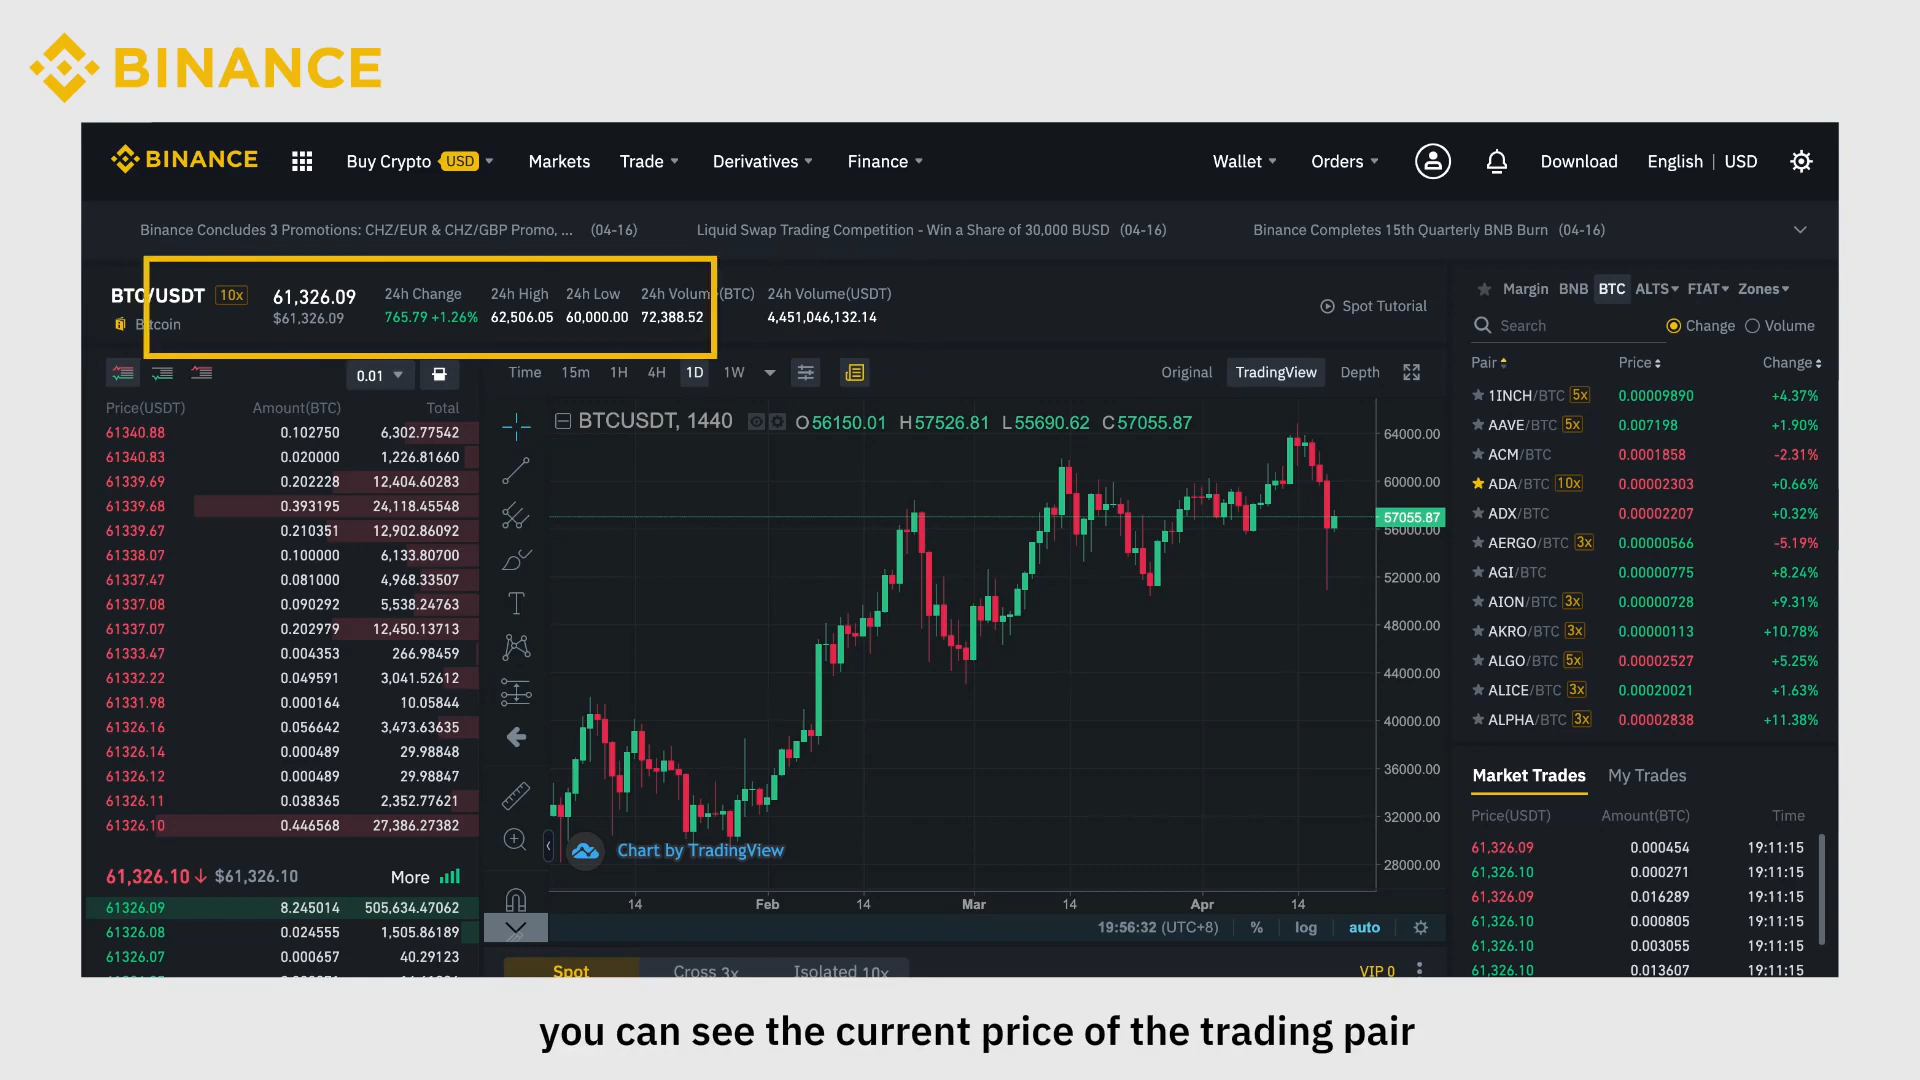 BINANCE
BINANCE Buy Crypto USD Markets Trade Derivatives Finance Wallet Orders Download English | USD
Binance Concludes 3 Promotions: CHZ/EUR & CHZ/GBP Promo, ... (04-16) Liquid Swap Trading Competition - Win a Share of 30,000 BUSD (04-16) Binance Completes 15th Quarterly BNB Burn (04-16)
BTC/USDT 10x 61,326.09 24h Change 24h High 24h Low 24h Volum (BTC) 24h Volume(USDT)
Bitcoin $61,326.09 765.79 +1.26% 62,506.05 60,000.00 72,388.52 4,451,046,132.14
Spot Tutorial
Margin BNB BTC ALTS FIAT Zones
Search Change Volume
0.01
Time 15m 1H 4H 1D 1W Original TradingView Depth
BTCUSDT, 1440 O56150.01 H57526.81 L55690.62 C57055.87
Price(USDT) Amount(BTC) Total
61340.88 0.102750 6,302.77542
61340.83 0.020000 1,226.81660
61339.69 0.202228 12,404.60283
61339.68 0.393195 24,118.45548
61339.67 0.210351 12,902.86092
61338.07 0.100000 6,133.80700
61337.47 0.081000 4,968.33507
61337.08 0.090292 5,538.24763
61337.07 0.202979 12,450.13713
61333.47 0.004353 266.98459
61332.22 0.049591 3,041.52612
61331.98 0.000164 10.05844
61326.16 0.056642 3,473.63635
61326.14 0.000489 29.98848
61326.12 0.000489 29.98847
61326.11 0.038365 2,352.77621
61326.10 0.446568 27,386.27382
61,326.10 $61,326.10 More
61326.09 8.245014 505,634.47062
61326.08 0.024555 1,505.86189
61326.07 0.000657 40.29123
64000.00
60000.00
57055.87
56000.00
52000.00
48000.00
44000.00
40000.00
36000.00
32000.00
28000.00
Chart by TradingView
14 Feb 14 Mar 14 Apr 14
19:56:32 (UTC+8) % log auto
Spot Cross 3x Isolated 10x VIP 0
Pair Price Change
1INCH/BTC 5x 0.00009890 +4.37%
AAVE/BTC 5x 0.007198 +1.90%
ACM/BTC 0.0001858 -2.31%
ADA/BTC 10x 0.00002303 +0.66%
ADX/BTC 0.00002207 +0.32%
AERGO/BTC 3x 0.00000566 -5.19%
AGI/BTC 0.00000775 +8.24%
AION/BTC 3x 0.00000728 +9.31%
AKRO/BTC 3x 0.00000113 +10.78%
ALGO/BTC 5x 0.00002527 +5.25%
ALICE/BTC 3x 0.00020021 +1.63%
ALPHA/BTC 3x 0.00002838 +11.38%
Market Trades My Trades
Price(USDT) Amount(BTC) Time
61,326.09 0.000454 19:11:15
61,326.10 0.000271 19:11:15
61,326.09 0.016289 19:11:15
61,326.10 0.000805 19:11:15
61,326.10 0.003055 19:11:15
61,326.10 0.013607 19:11:15
you can see the current price of the trading pair